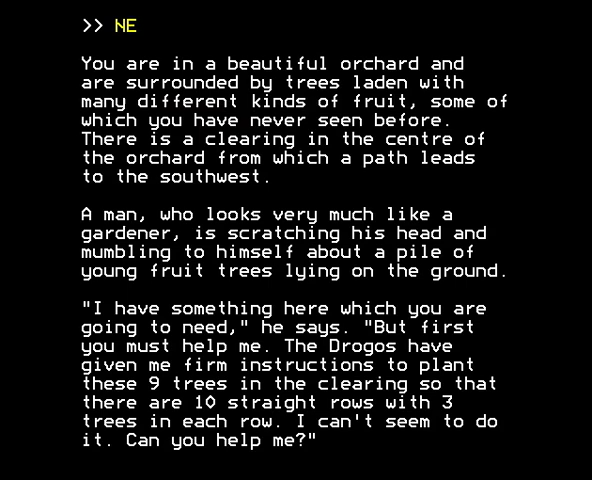 >> NE
You are in a beautiful orchard and
are surrounded by trees laden with
many different kinds of fruit, some of
which you have never seen before.
There is a clearing in the centre of
the orchard from which a path leads
to the southwest.
A man, who looks very much like a
gardener, is scratching his head and
mumbling to himself about a pile of
young fruit trees lying on the ground.
"I have something here which you are
going to need," he says. "But first
you must help me. The Drogos have
given me firm instructions to plant
these 9 trees in the clearing so that
there are 10 straight rows with 3
trees in each row. I can't seem to do
it. Can you help me?"